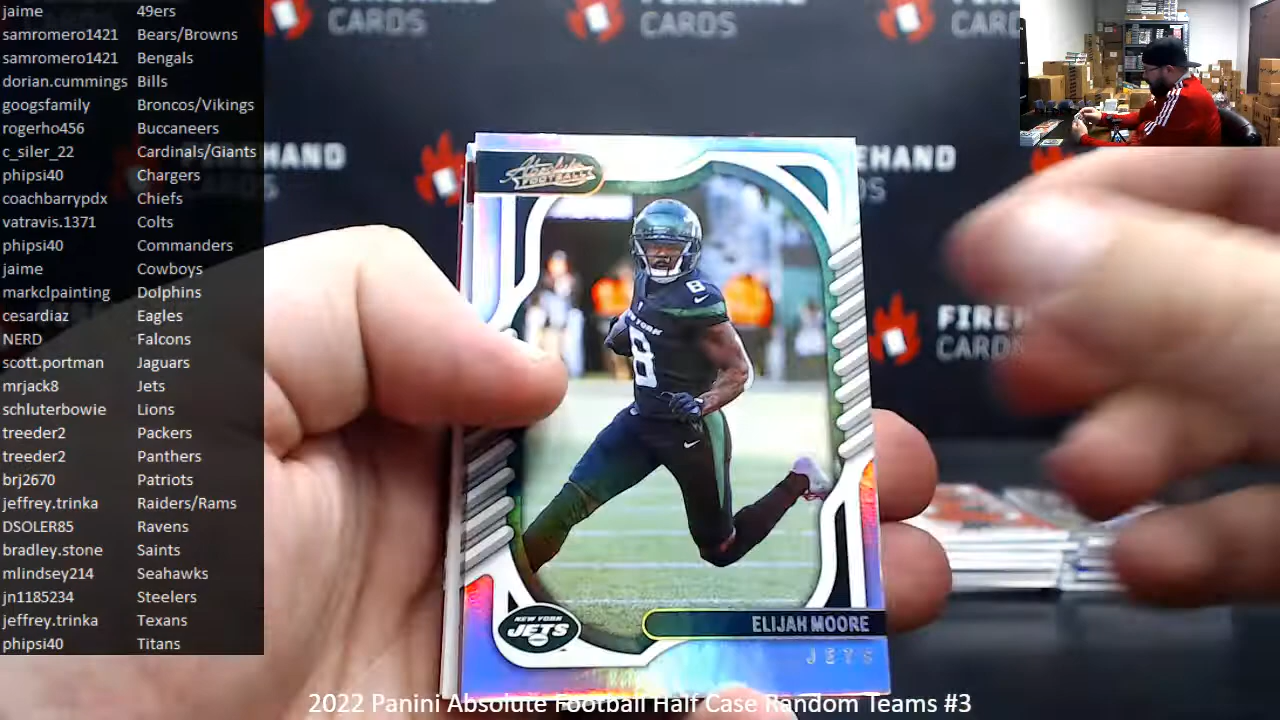 jaime 49ers
samromero1421 Bears/Browns
samromero1421 Bengals
dorian.cummings Bills
googsfamily Broncos/Vikings
rogerho456 Buccaneers
c_siler_22 Cardinals/Giants
phipsi40 Chargers
coachbarrypdx Chiefs
vatravis.1371 Colts
phipsi40 Commanders
jaime Cowboys
markclpainting Dolphins
cesardiaz Eagles
NERD Falcons
scott.portman Jaguars
mrjack8 Jets
schluterbowie Lions
treeder2 Packers
treeder2 Panthers
brj2670 Patriots
jeffrey.trinka Raiders/Rams
DSOLER85 Ravens
bradley.stone Saints
mlindsey214 Seahawks
jn1185234 Steelers
jeffrey.trinka Texans
phipsi40 Titans
CARDS
CARDS
Absolute
FOOTBALL
8
YORK
8
NEW YORK
JETS
ELIJAH MOORE
JETS
CARDS
2022 Panini Absolute Football Half Case Random Teams #3